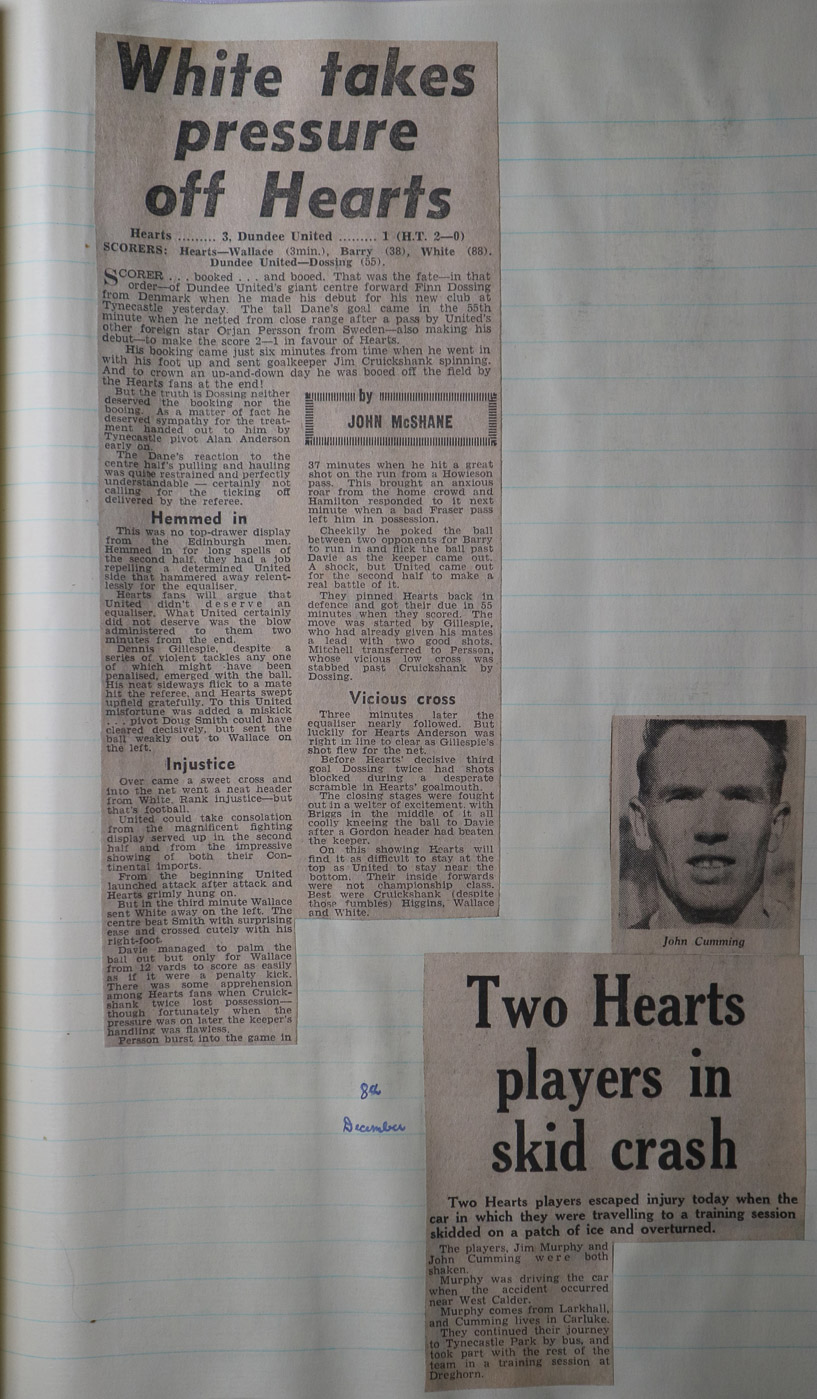 White takes
pressure
off Hearts
Hearts ......... 3, Dundee United ......... 1 (H.T. 2—0)
SCORERS: Hearts—Wallace (3min.), Barry (38), White (88).
Dundee United—Dossing (55).
SCORER . . . booked . . . and booed. That was the fate—in that
order—of Dundee United's giant centre forward Finn Dossing
from Denmark when he made his debut for his new club at
Tynecastle yesterday. The tall Dane's goal came in the 55th
minute when he netted from close range after a pass by United's
other foreign star Orjan Persson from Sweden—also making his
debut—to make the score 2—1 in favour of Hearts.
His booking came just six minutes from time when he went in
with his foot up and sent goalkeeper Jim Cruickshank spinning.
And to crown an up-and-down day he was booed off the field by
the Hearts fans at the end!
But the truth is Dossing neither
deserved the booking nor the
booing. As a matter of fact he
deserved sympathy for the treat-
ment handed out to him by
Tynecastle pivot Alan Anderson
early on.
The Dane's reaction to the
centre half's pulling and hauling
was quite restrained and perfectly
understandable — certainly not
calling for the ticking off
delivered by the referee.
Hemmed in
This was no top-drawer display
from the Edinburgh men.
Hemmed in for long spells of
the second half, they had a job
repelling a determined United
side that hammered away relent-
lessly for the equaliser.
Hearts fans will argue that
United didn't deserve an
equaliser. What United certainly
did not deserve was the blow
administered to them two
minutes from the end.
Dennis Gillespie, despite a
series of violent tackles any one
of which might have been
penalised, emerged with the ball.
His neat sideways flick to a mate
hit the referee, and Hearts swept
upfield gratefully. To this United
misfortune was added a miskick
. . . pivot Doug Smith could have
cleared decisively, but sent the
ball weakly out to Wallace on
the left.
Injustice
Over came a sweet cross and
into the net went a neat header
from White. Rank injustice—but
that's football.
United could take consolation
from the magnificent fighting
display served up in the second
half and from the impressive
showing of both their Con-
tinental imports.
From the beginning United
launched attack after attack and
Hearts grimly hung on.
But in the third minute Wallace
sent White away on the left. The
centre beat Smith with surprising
ease and crossed cutely with his
right-foot.
Davie managed to palm the
ball out but only for Wallace
from 12 yards to score as easily
as if it were a penalty kick.
There was some apprehension
among Hearts fans when Cruick-
shank twice lost possession—
though fortunately when the
pressure was on later the keeper's
handling was flawless.
Persson burst into the game in
by
JOHN McSHANE
37 minutes when he hit a great
shot on the run from a Howieson
pass. This brought an anxious
roar from the home crowd and
Hamilton responded to it next
minute when a bad Fraser pass
left him in possession.
Cheekily he poked the ball
between two opponents for Barry
to run in and flick the ball past
Davie as the keeper came out.
A shock, but United came out
for the second half to make a
real battle of it.
They pinned Hearts back in
defence and got their due in 55
minutes when they scored. The
move was started by Gillespie,
who had already given his mates
a lead with two good shots.
Mitchell transferred to Persson,
whose vicious low cross was
stabbed past Cruickshank by
Dossing.
Vicious cross
Three minutes later the
equaliser nearly followed. But
luckily for Hearts Anderson was
right in line to clear as Gillespie's
shot flew for the net.
Before Hearts' decisive third
goal Dossing twice had shots
blocked during a desperate
scramble in Hearts' goalmouth.
The closing stages were fought
out in a welter of excitement, with
Briggs in the middle of it all
coolly kneeing the ball to Davie
after a Gordon header had beaten
the keeper.
On this showing Hearts will
find it as difficult to stay at the
top as United to stay near the
bottom. Their inside forwards
were not championship class.
Best were Cruickshank (despite
those fumbles) Higgins, Wallace
and White.
John Cumming
8th
December
Two Hearts
players in
skid crash
Two Hearts players escaped injury today when the
car in which they were travelling to a training session
skidded on a patch of ice and overturned.
The players, Jim Murphy and
John Cumming were both
shaken.
Murphy was driving the car
when the accident occurred
near West Calder.
Murphy comes from Larkhall,
and Cumming lives in Carluke.
They continued their journey
to Tynecastle Park by bus, and
took part with the rest of the
team in a training session at
Dreghorn.